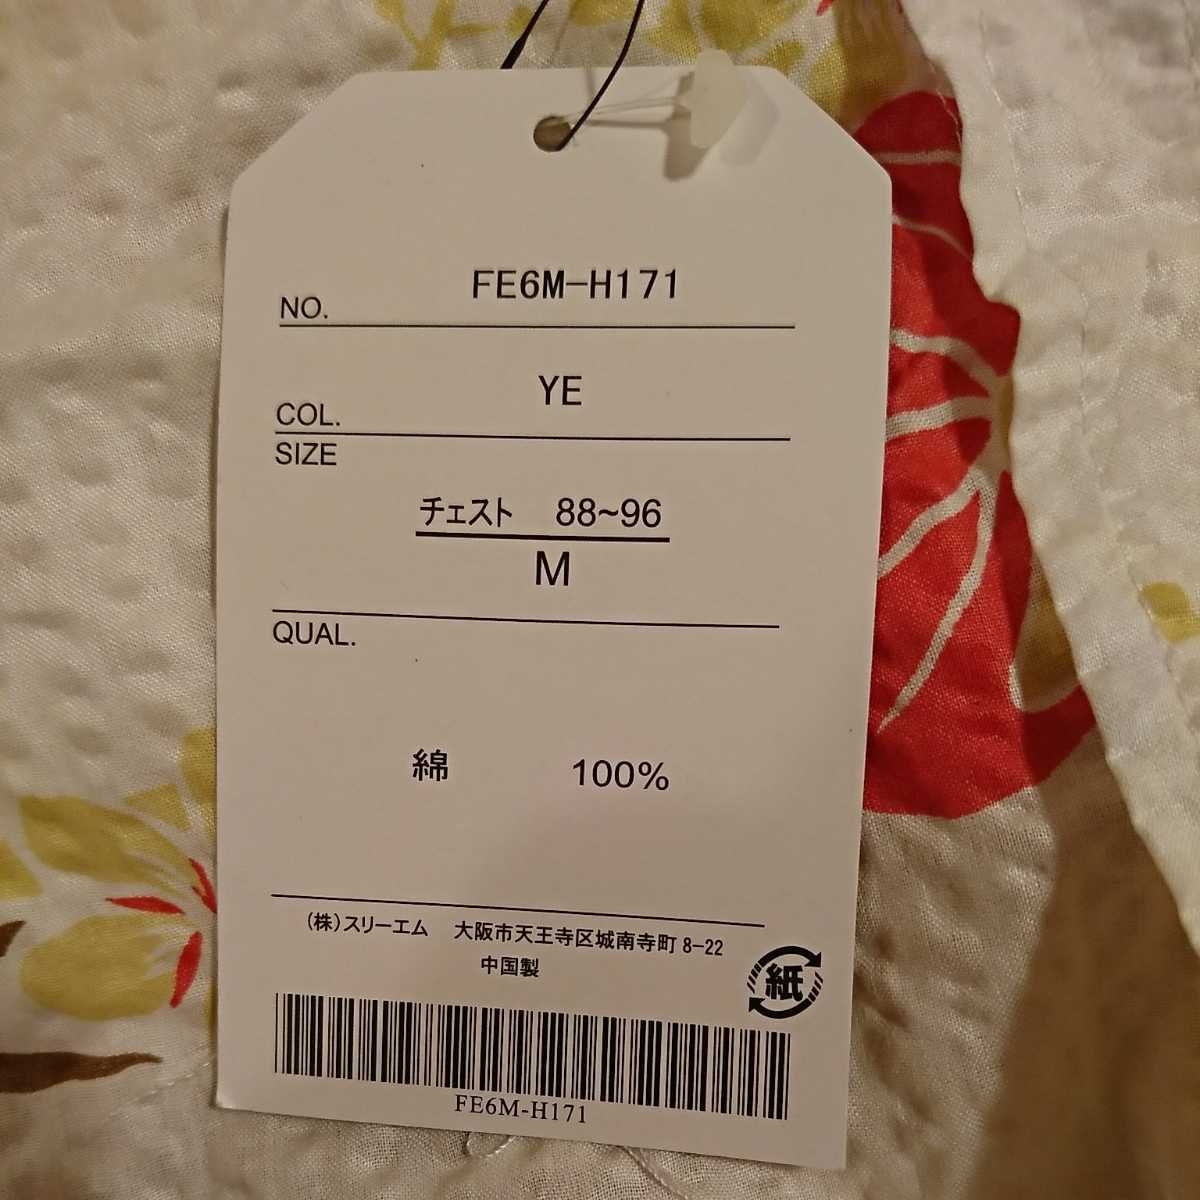 FE6M-H171
NO.
YE
COL.
SIZE
チェスト 88~96
M
QUAL.
綿 100%
(株)スリーエム 大阪市天王寺区城南寺町8-22
中国製
紙
FE6M-H171